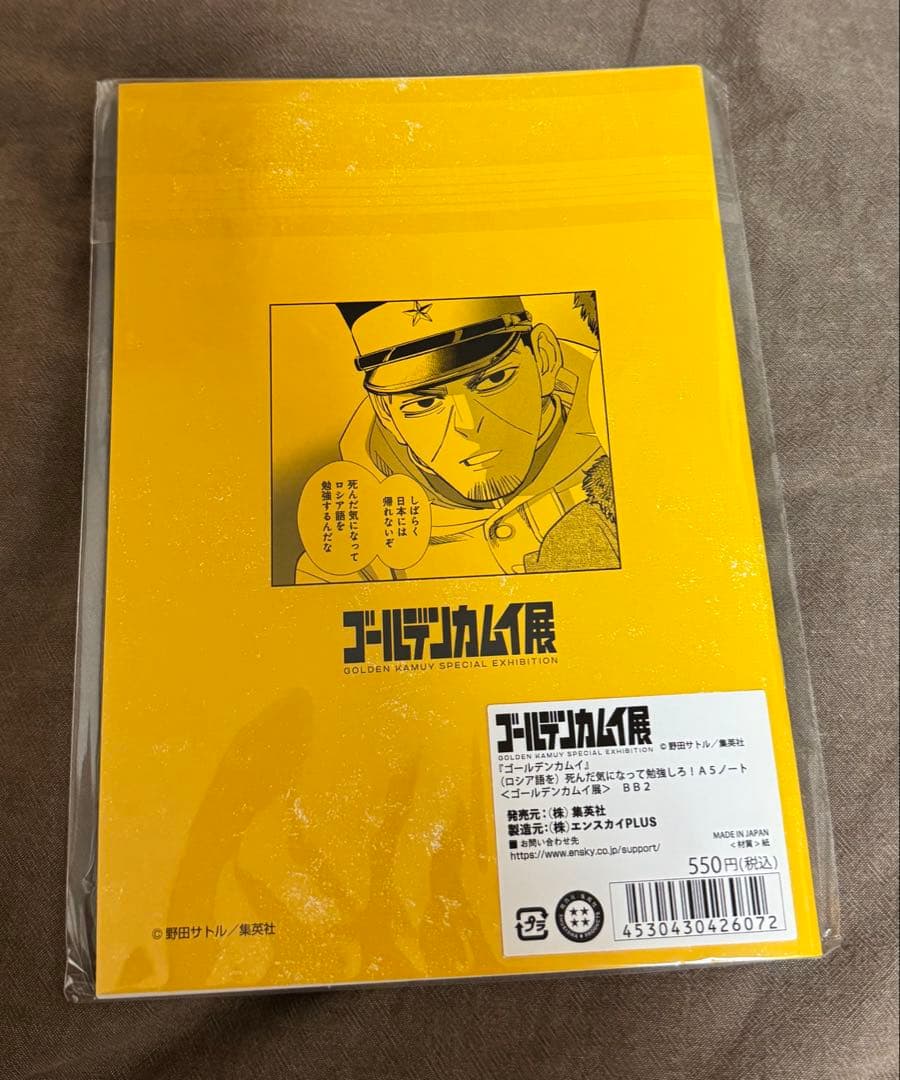 しばらく
日本には
帰れないぞ
死んだ気になって
ロシア語を
勉強するんだな
ゴールデンカムイ展
GOLDEN KAMUY SPECIAL EXHIBITION
ゴールデンカムイ展
GOLDEN KAMUY SPECIAL EXHIBITION ©野田サトル／集英社
『ゴールデンカムイ』
（ロシア語を）死んだ気になって勉強しろ！A5ノート
＜ゴールデンカムイ展＞ BB2
発売元：（株）集英社
製造元：（株）エンスカイPLUS
■お問い合わせ先
https://www.ensky.co.jp/support/
MADE IN JAPAN
＜材質＞紙
550円(税込)
プラ
4530430426072
©野田サトル／集英社